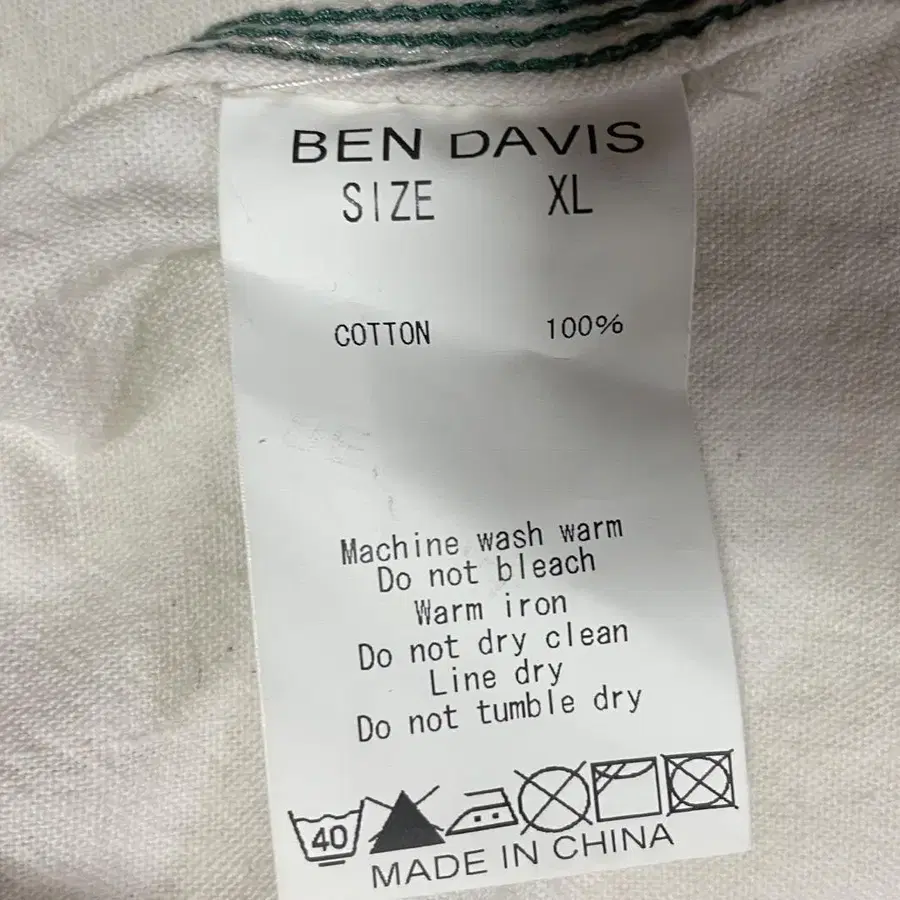 BEN DAVIS
SIZE XL
COTTON 100%
Machine wash warm
Do not bleach
Warm iron
Do not dry clean
Line dry
Do not tumble dry
40
MADE IN CHINA